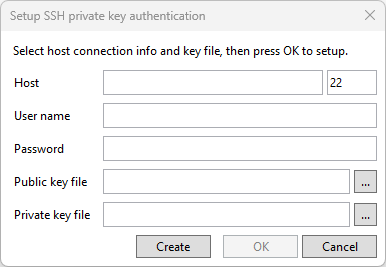 Setup SSH private key authentication
Select host connection info and key file, then press OK to setup.
Host 22
User name
Password
Public key file ...
Private key file ...
Create OK Cancel